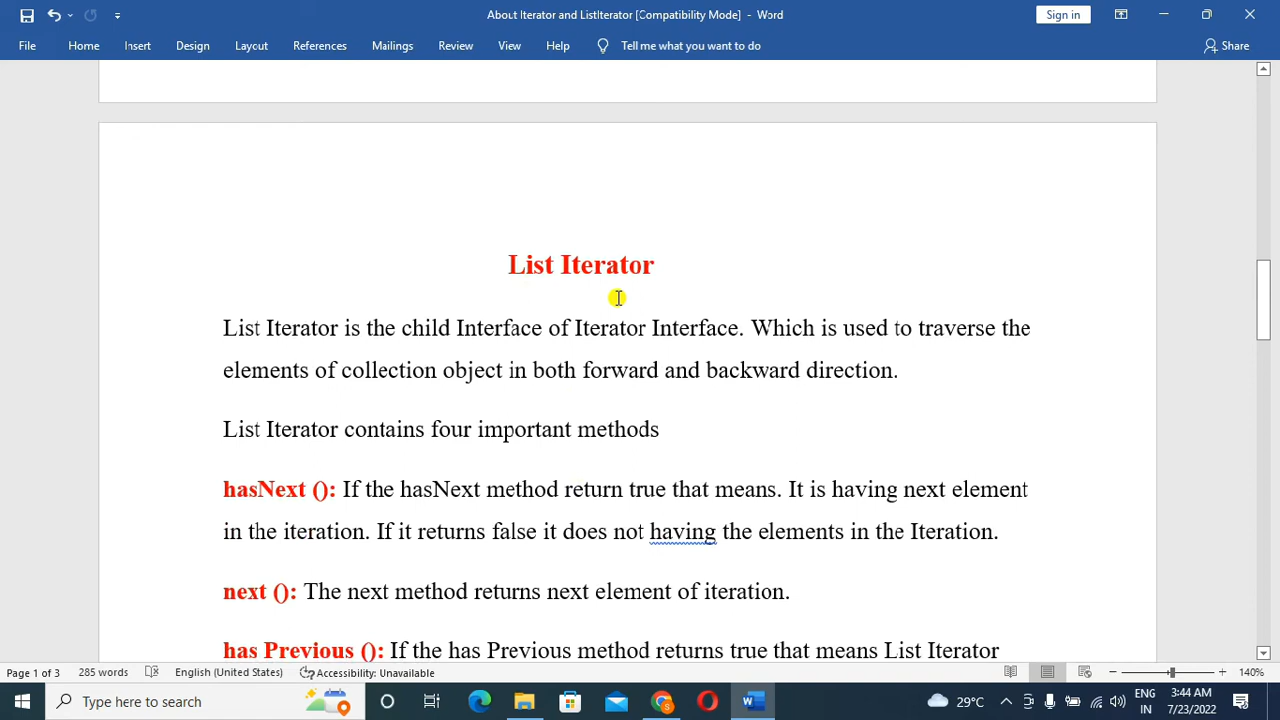 About Iterator and ListIterator [Compatibility Mode] - Word
Sign in
File Home Insert Design Layout References Mailings Review View Help Tell me what you want to do Share
List Iterator
List Iterator is the child Interface of Iterator Interface. Which is used to traverse the
elements of collection object in both forward and backward direction.
List Iterator contains four important methods
hasNext (): If the hasNext method return true that means. It is having next element
in the iteration. If it returns false it does not having the elements in the Iteration.
next (): The next method returns next element of iteration.
has Previous (): If the has Previous method returns true that means List Iterator
Page 1 of 3 285 words English (United States) Accessibility: Unavailable 140%
Type here to search 29°C ENG 3:44 AM
IN 7/23/2022